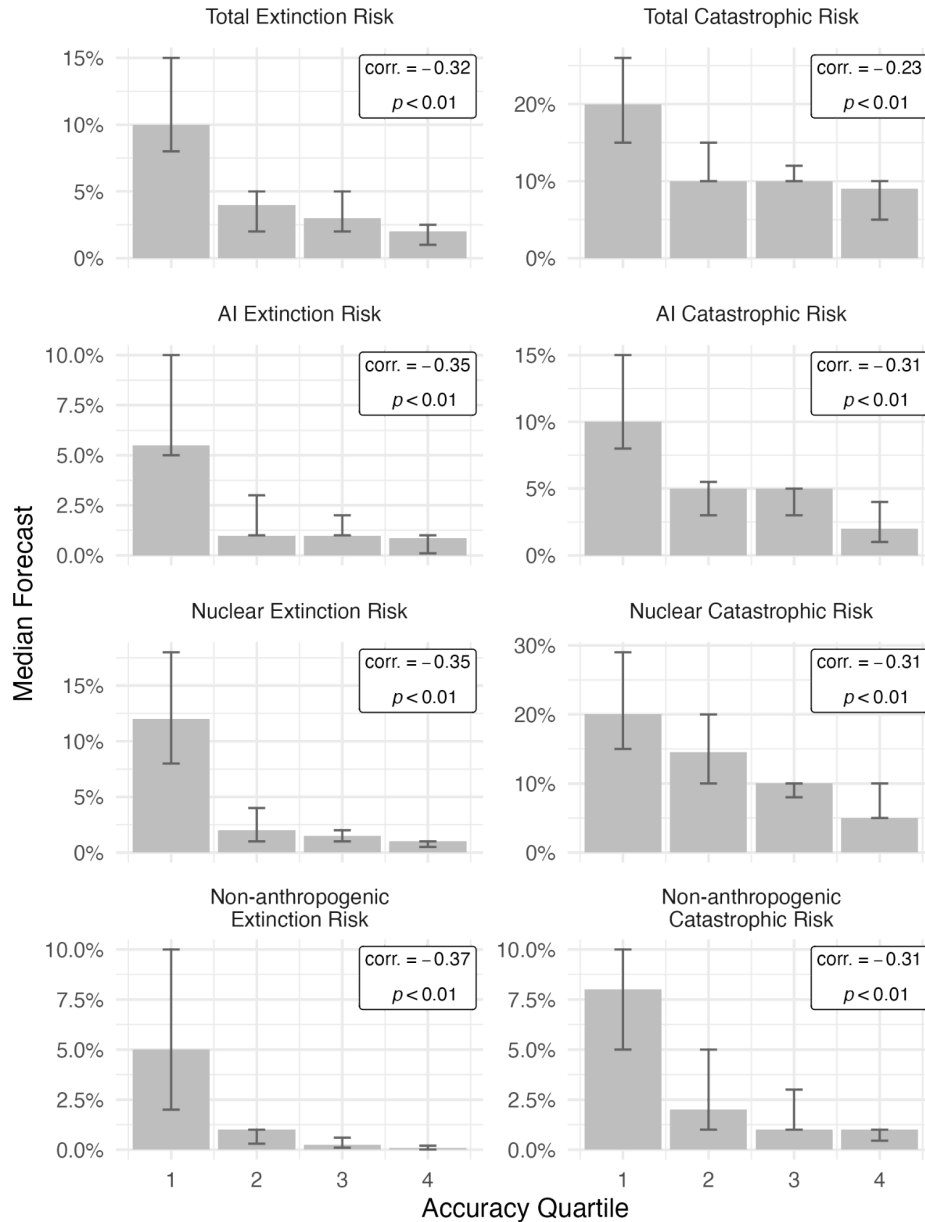 Total Extinction Risk
15%
10%
5%
0%
corr. = −0.32
p < 0.01
Total Catastrophic Risk
20%
10%
0%
corr. = −0.23
p < 0.01
AI Extinction Risk
10.0%
7.5%
5.0%
2.5%
0.0%
corr. = −0.35
p < 0.01
AI Catastrophic Risk
15%
10%
5%
0%
corr. = −0.31
p < 0.01
Median Forecast
Nuclear Extinction Risk
15%
10%
5%
0%
corr. = −0.35
p < 0.01
Nuclear Catastrophic Risk
30%
20%
10%
0%
corr. = −0.31
p < 0.01
Non-anthropogenic
Extinction Risk
10.0%
7.5%
5.0%
2.5%
0.0%
corr. = −0.37
p < 0.01
1 2 3 4
Non-anthropogenic
Catastrophic Risk
10.0%
7.5%
5.0%
2.5%
0.0%
corr. = −0.31
p < 0.01
1 2 3 4
Accuracy Quartile